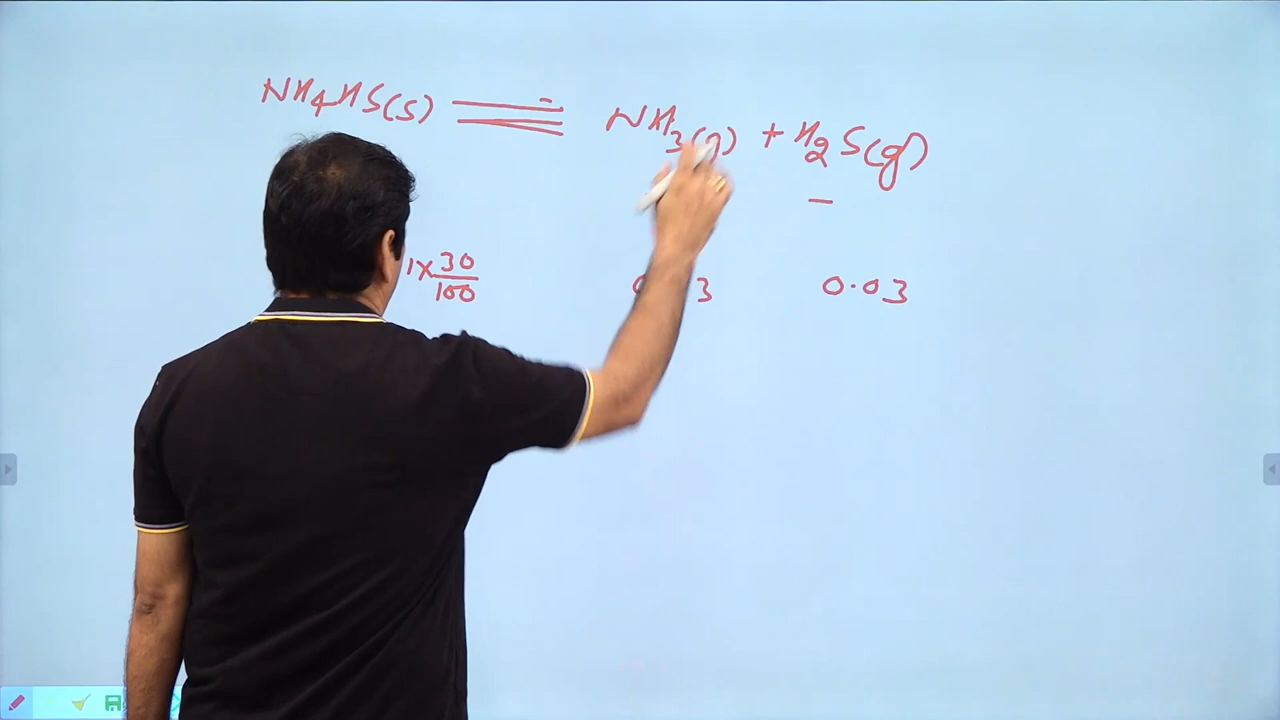 NH4HS(s) ⇌ NH3(g) + H2S(g)
–
1 × 30/100 3 0.03